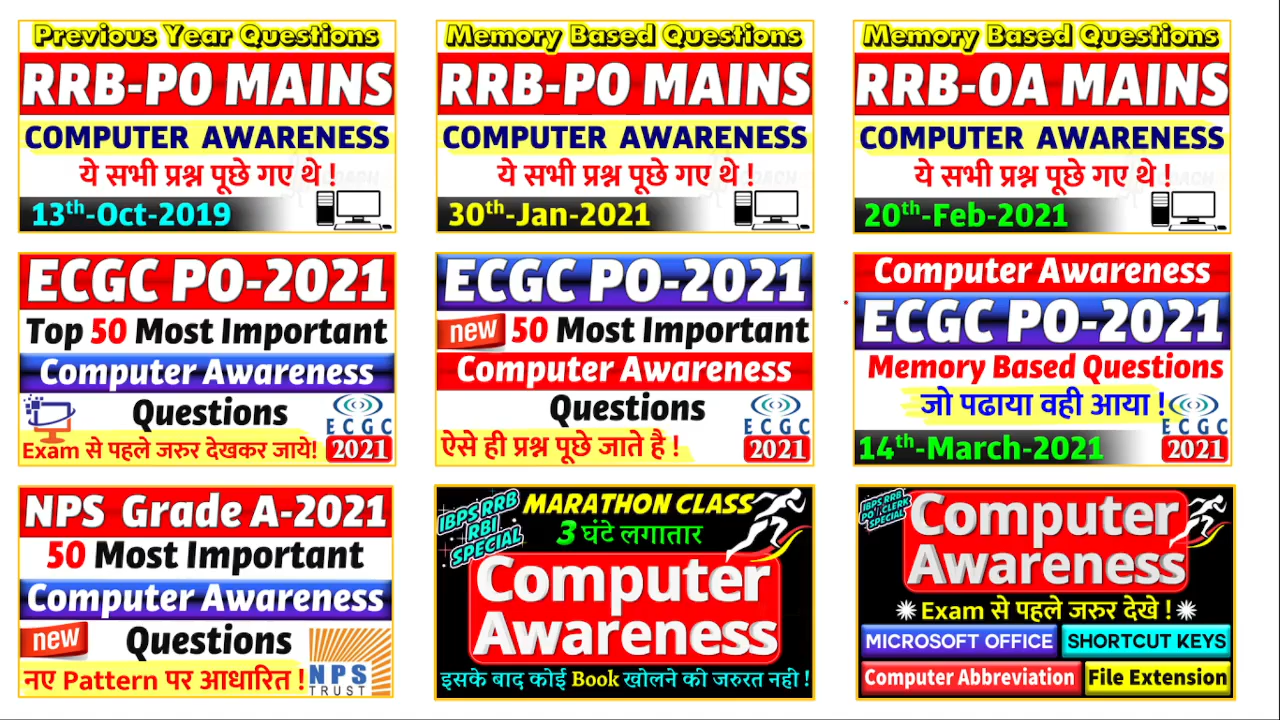 Previous Year Questions
RRB-PO MAINS
COMPUTER AWARENESS
ये सभी प्रश्न पूछे गए थे !
13th-Oct-2019
Memory Based Questions
RRB-PO MAINS
COMPUTER AWARENESS
ये सभी प्रश्न पूछे गए थे !
30th-Jan-2021
Memory Based Questions
RRB-OA MAINS
COMPUTER AWARENESS
ये सभी प्रश्न पूछे गए थे !
20th-Feb-2021
ECGC PO-2021
Top 50 Most Important
Computer Awareness
Questions
ECGC
Exam से पहले जरुर देखकर जाये!
2021
ECGC PO-2021
new 50 Most Important
Computer Awareness
Questions
ECGC
ऐसे ही प्रश्न पूछे जाते है !
2021
Computer Awareness
ECGC PO-2021
Memory Based Questions
जो पढाया वही आया !
ECGC
14th-March-2021
2021
NPS Grade A-2021
50 Most Important
Computer Awareness
new Questions
नए Pattern पर आधारित !
NPS
TRUST
IBPS RRB
RBI
SPECIAL
MARATHON CLASS
3 घंटे लगातार
Computer
Awareness
इसके बाद कोई Book खोलने की जरुरत नही !
IBPS RRB
PO / CLERK
SPECIAL
Computer
Awareness
Exam से पहले जरुर देखे !
MICROSOFT OFFICE
SHORTCUT KEYS
Computer Abbreviation
File Extension